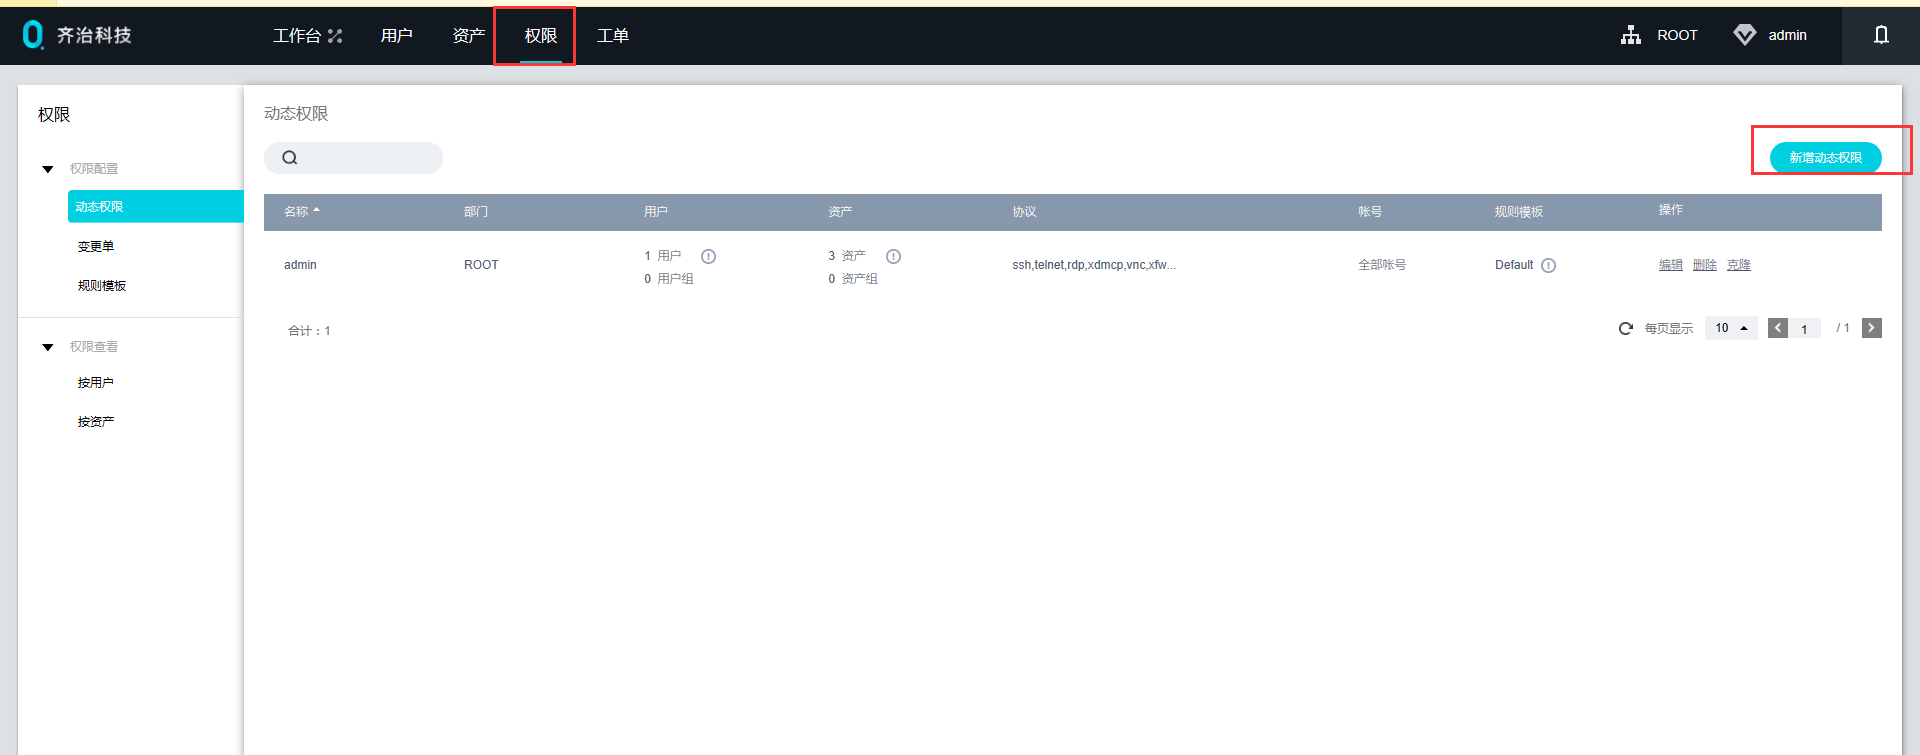 齐治科技
工作台 用户 资产 权限 工单
ROOT admin
权限
权限配置
动态权限
变更单
规则模板
权限查看
按用户
按资产
动态权限
新增动态权限
名称 部门 用户 资产 协议 帐号 规则模板 操作
admin ROOT 1 用户 3 资产 ssh,telnet,rdp,xdmcp,vnc,xfw... 全部帐号 Default 编辑 删除 克隆
0 用户组 0 资产组
合计：1
每页显示 10 1 / 1